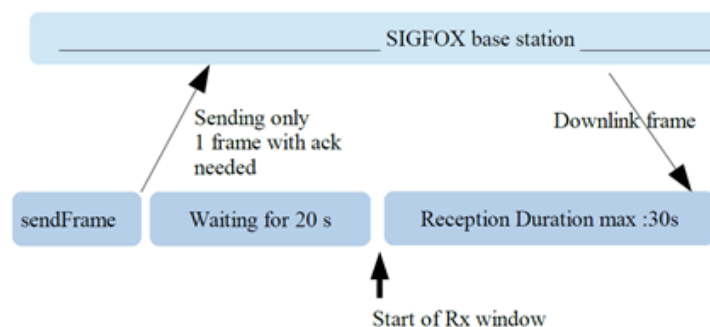 SIGFOX base station
Sending only
1 frame with ack
needed
Downlink frame
sendFrame
Waiting for 20 s
Reception Duration max :30s
Start of Rx window